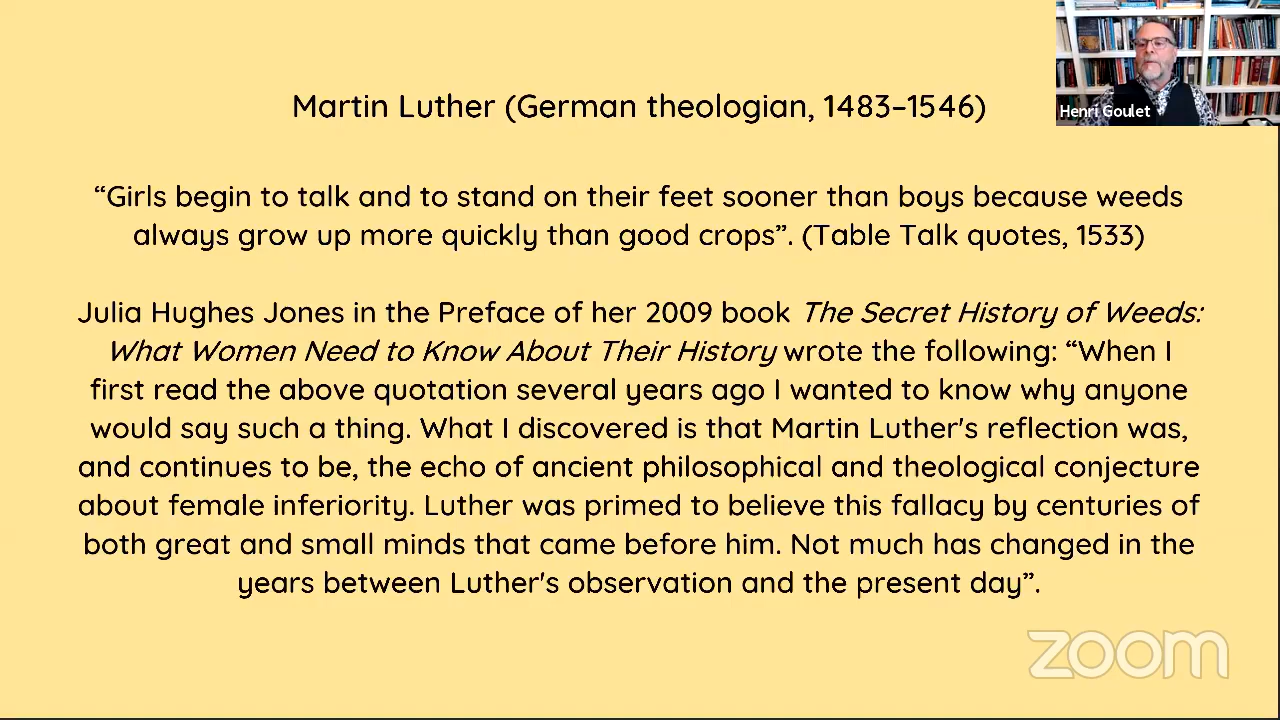 Martin Luther (German theologian, 1483–1546)
Henri Goulet
“Girls begin to talk and to stand on their feet sooner than boys because weeds
always grow up more quickly than good crops”. (Table Talk quotes, 1533)
Julia Hughes Jones in the Preface of her 2009 book The Secret History of Weeds:
What Women Need to Know About Their History wrote the following: “When I
first read the above quotation several years ago I wanted to know why anyone
would say such a thing. What I discovered is that Martin Luther's reflection was,
and continues to be, the echo of ancient philosophical and theological conjecture
about female inferiority. Luther was primed to believe this fallacy by centuries of
both great and small minds that came before him. Not much has changed in the
years between Luther's observation and the present day”.
zoom